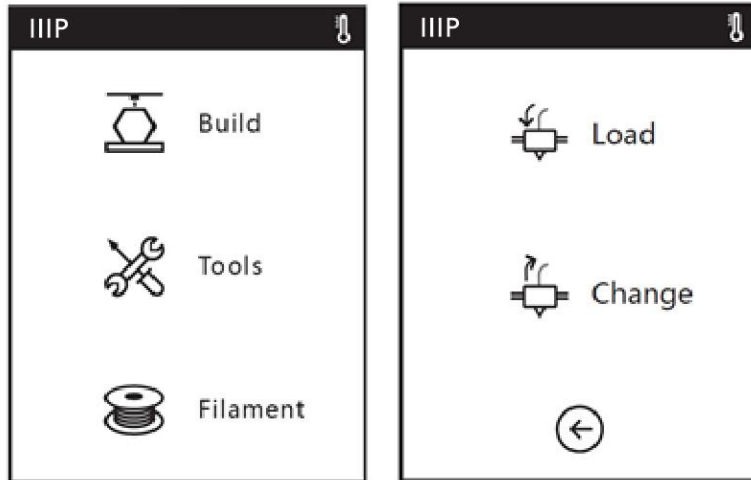 IIIP
Build
Tools
Filament
IIIP
Load
Change